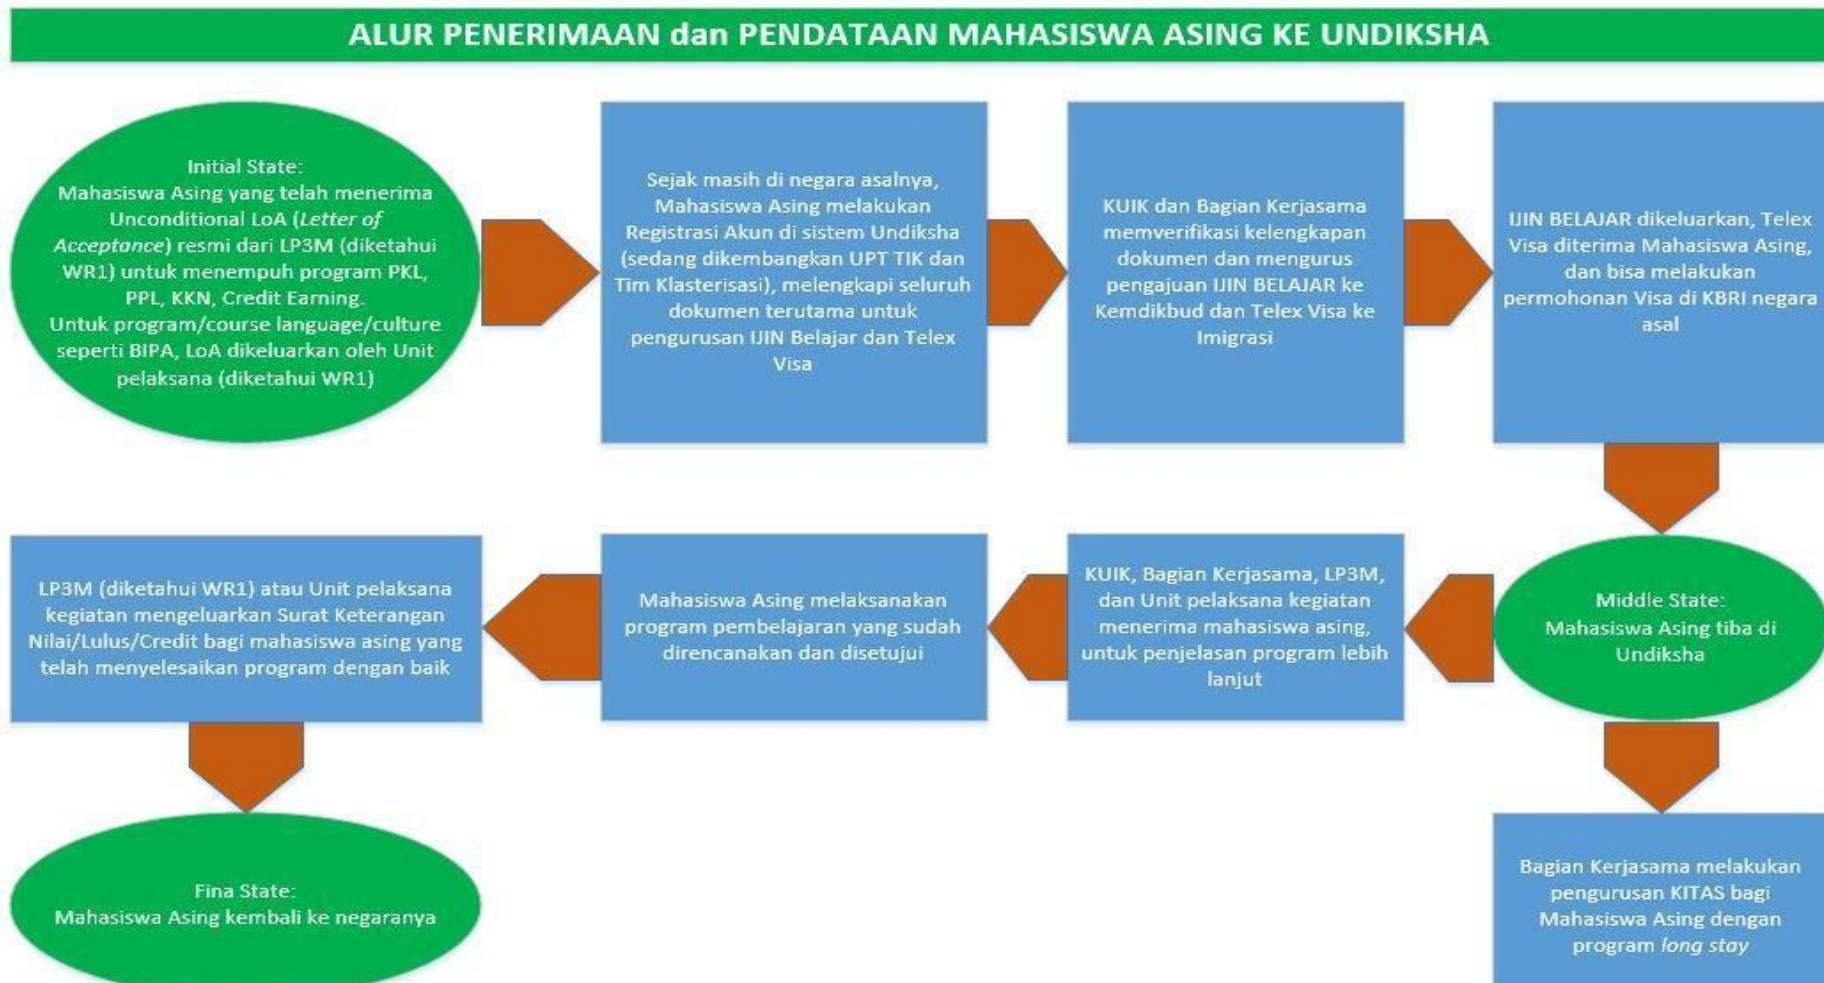 ALUR PENERIMAAN dan PENDATAAN MAHASISWA ASING KE UNDIKSHA
Initial State:
Mahasiswa Asing yang telah menerima
Unconditional LoA (Letter of
Acceptance) resmi dari LP3M (diketahui
WR1) untuk menempuh program PKL,
PPL, KKN, Credit Earning.
Untuk program/course language/culture
seperti BIPA, LoA dikeluarkan oleh Unit
pelaksana (diketahui WR1)
Sejak masih di negara asalnya,
Mahasiswa Asing melakukan
Registrasi Akun di sistem Undiksha
(sedang dikembangkan UPT TIK dan
Tim Klasterisasi), melengkapi seluruh
dokumen terutama untuk
pengurusan IJIN Belajar dan Telex
Visa
KUIK dan Bagian Kerjasama
memverifikasi kelengkapan
dokumen dan mengurus
pengajuan IJIN BELAJAR ke
Kemdikbud dan Telex Visa ke
Imigrasi
IJIN BELAJAR dikeluarkan, Telex
Visa diterima Mahasiswa Asing,
dan bisa melakukan
permohonan Visa di KBRI negara
asal
Middle State:
Mahasiswa Asing tiba di
Undiksha
KUIK, Bagian Kerjasama, LP3M,
dan Unit pelaksana kegiatan
menerima mahasiswa asing,
untuk penjelasan program lebih
lanjut
Mahasiswa Asing melaksanakan
program pembelajaran yang sudah
direncanakan dan disetujui
LP3M (diketahui WR1) atau Unit pelaksana
kegiatan mengeluarkan Surat Keterangan
Nilai/Lulus/Credit bagi mahasiswa asing yang
telah menyelesaikan program dengan baik
Fina State:
Mahasiswa Asing kembali ke negaranya
Bagian Kerjasama melakukan
pengurusan KITAS bagi
Mahasiswa Asing dengan
program long stay